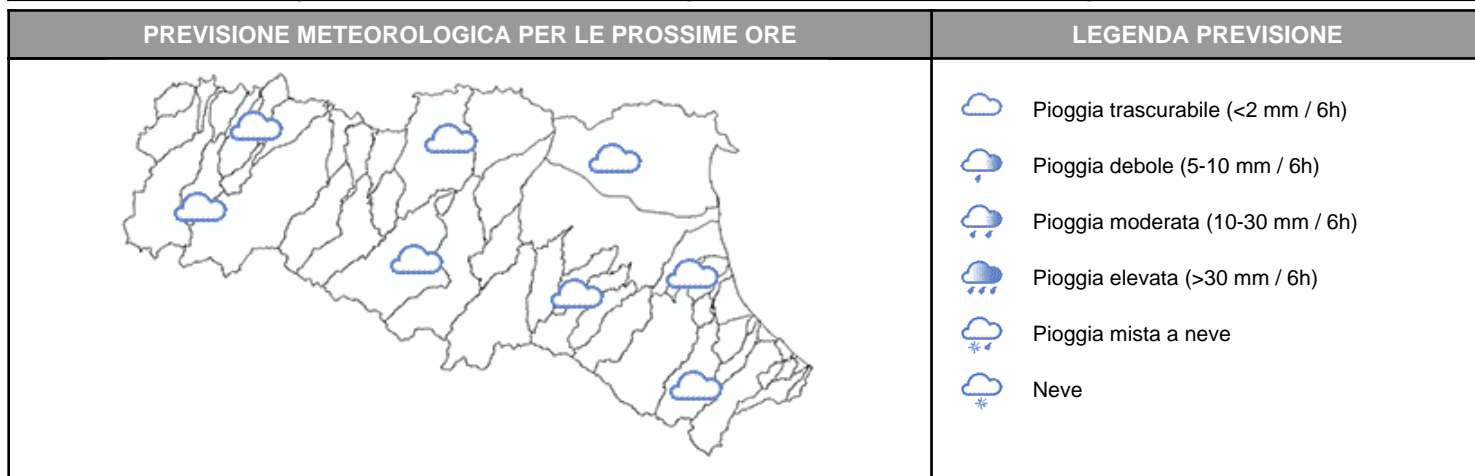 PREVISIONE METEOROLOGICA PER LE PROSSIME ORE
LEGENDA PREVISIONE
Pioggia trascurabile (<2 mm / 6h)
Pioggia debole (5-10 mm / 6h)
Pioggia moderata (10-30 mm / 6h)
Pioggia elevata (>30 mm / 6h)
Pioggia mista a neve
Neve